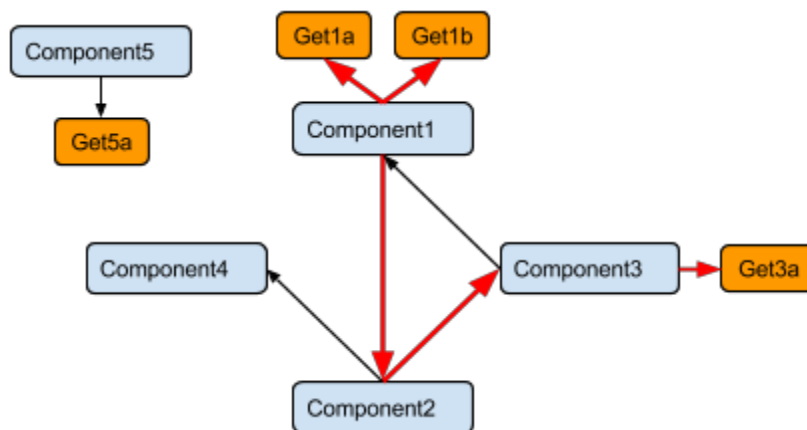 Get1a
Get1b
Component5
Component1
Get5a
Component4
Component3
Get3a
Component2